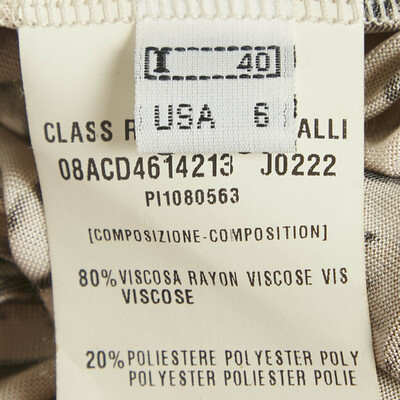 I 40
USA 6
CLASS R ALLI
08ACD4614213 J0222
PI1080563
[COMPOSIZIONE-COMPOSITION]
80% VISCOSA RAYON VISCOSE VIS
VISCOSE
20% POLIESTERE POLYESTER POLY
POLYESTER POLYESTER POLIE